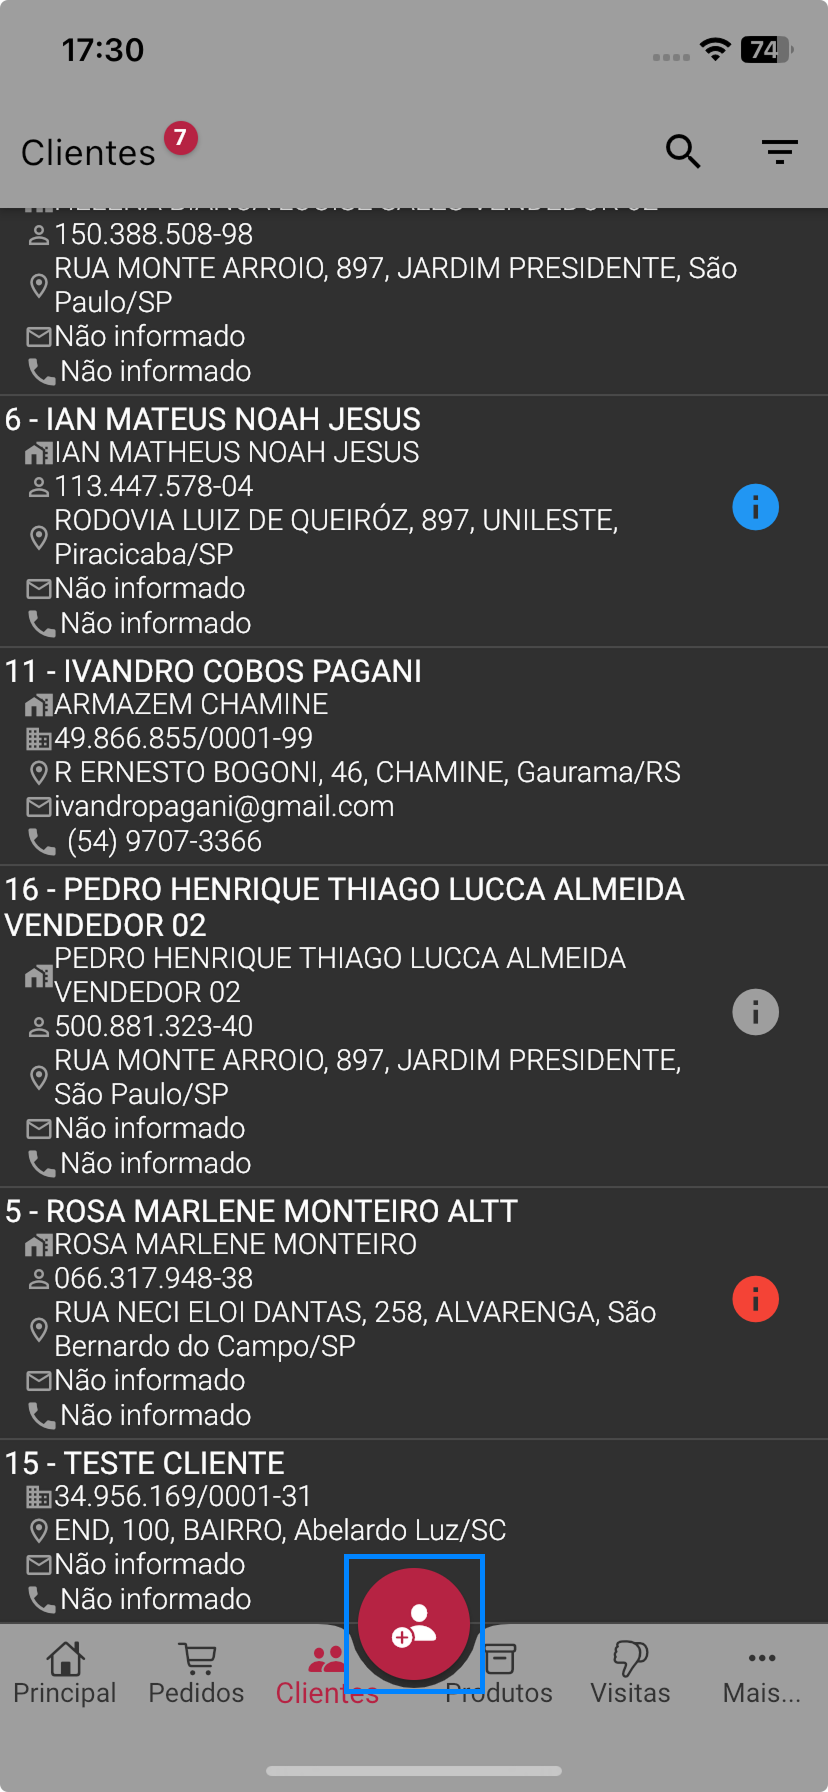 17:30
74
Clientes
7
150.388.508-98
RUA MONTE ARROIO, 897, JARDIM PRESIDENTE, São
Paulo/SP
Não informado
Não informado
6 - IAN MATEUS NOAH JESUS
IAN MATHEUS NOAH JESUS
113.447.578-04
RODOVIA LUIZ DE QUEIRÓZ, 897, UNILESTE,
Piracicaba/SP
Não informado
Não informado
11 - IVANDRO COBOS PAGANI
ARMAZEM CHAMINE
49.866.855/0001-99
R ERNESTO BOGONI, 46, CHAMINE, Gaurama/RS
ivandropagani@gmail.com
(54) 9707-3366
16 - PEDRO HENRIQUE THIAGO LUCCA ALMEIDA
VENDEDOR 02
PEDRO HENRIQUE THIAGO LUCCA ALMEIDA
VENDEDOR 02
500.881.323-40
RUA MONTE ARROIO, 897, JARDIM PRESIDENTE,
São Paulo/SP
Não informado
Não informado
5 - ROSA MARLENE MONTEIRO ALTT
ROSA MARLENE MONTEIRO
066.317.948-38
RUA NECI ELOI DANTAS, 258, ALVARENGA, São
Bernardo do Campo/SP
Não informado
Não informado
15 - TESTE CLIENTE
34.956.169/0001-31
END, 100, BAIRRO, Abelardo Luz/SC
Não informado
Não informado
Principal
Pedidos
Clientes
Produtos
Visitas
Mais...